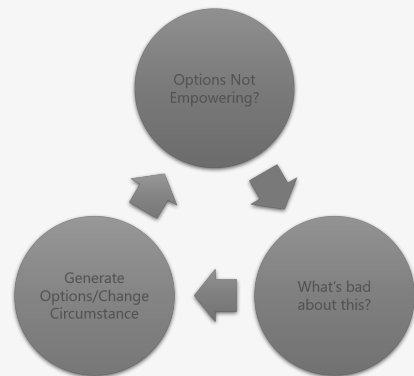 Options Not
Empowering?
What's bad
about this?
Generate
Options/Change
Circumstance